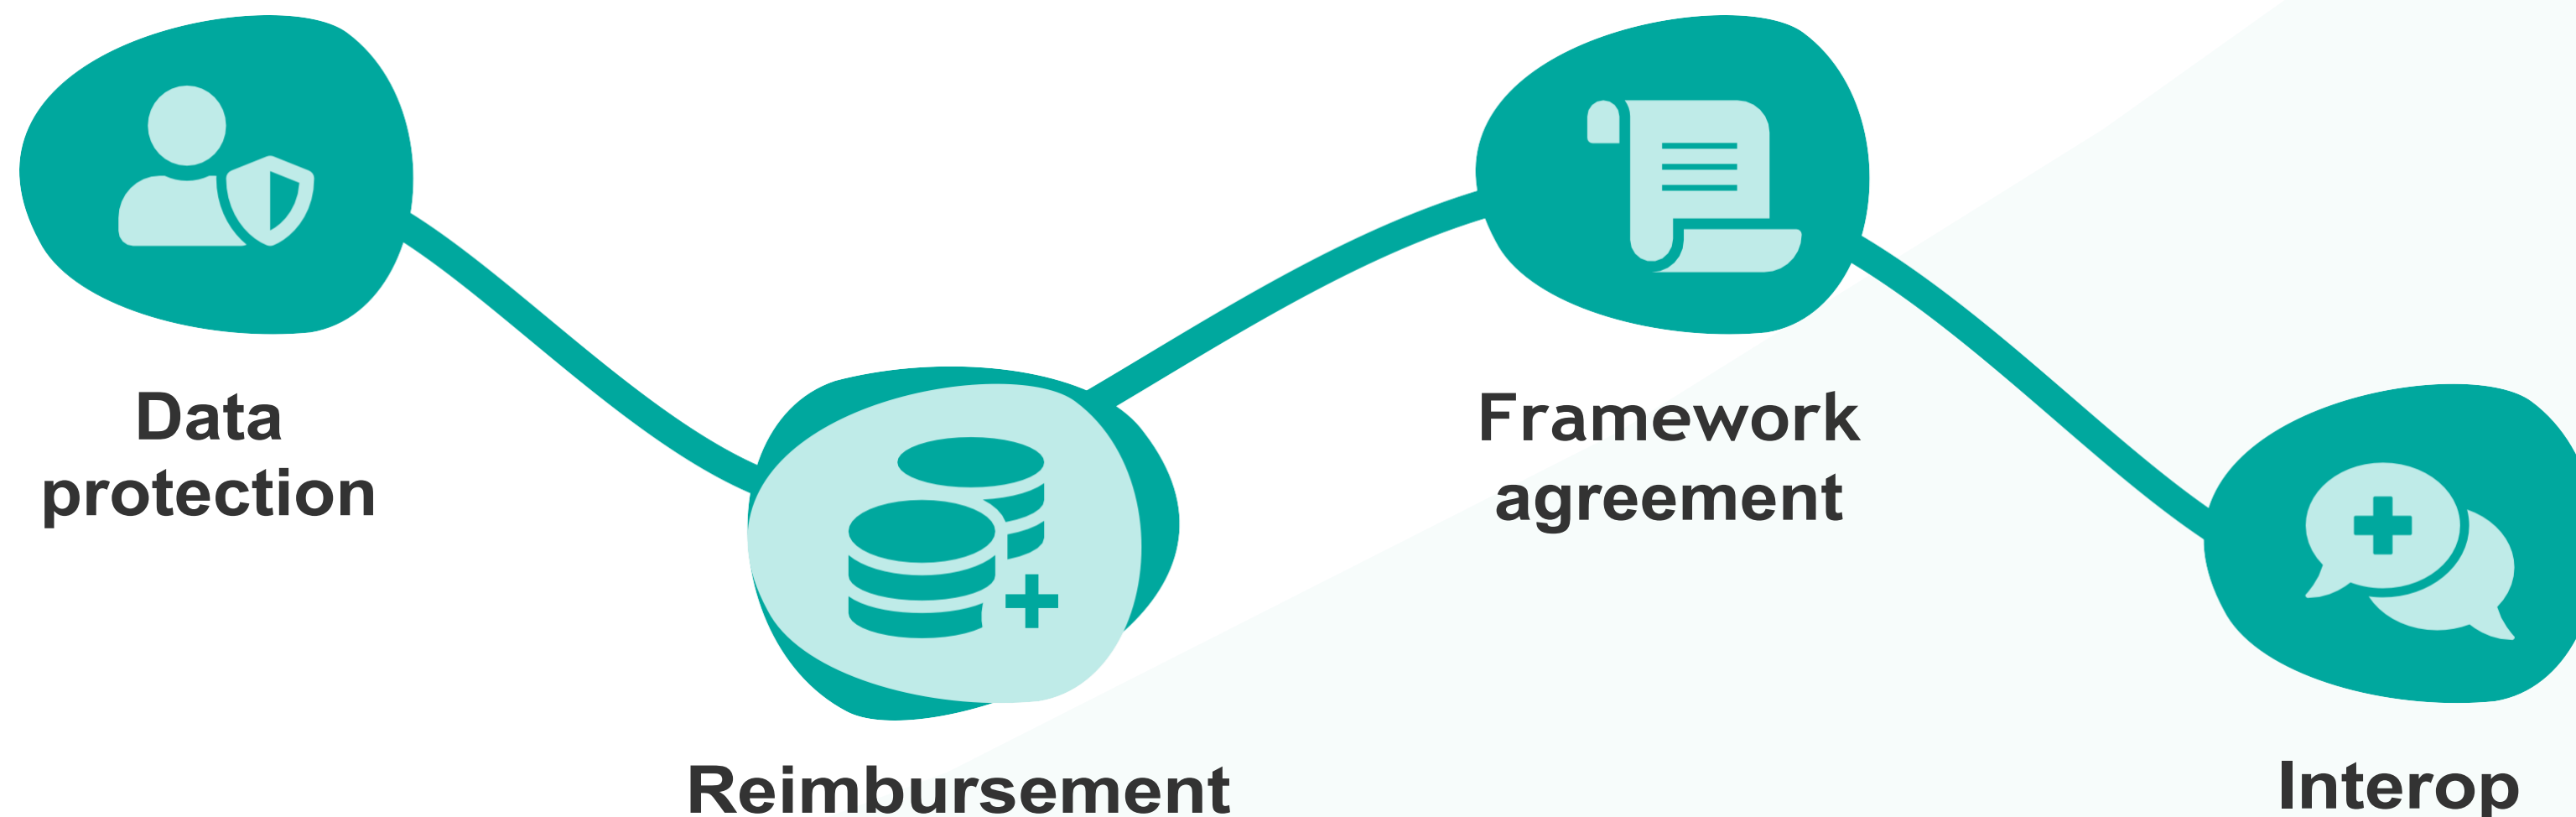 Data
protection
Reimbursement
Framework
agreement
Interop